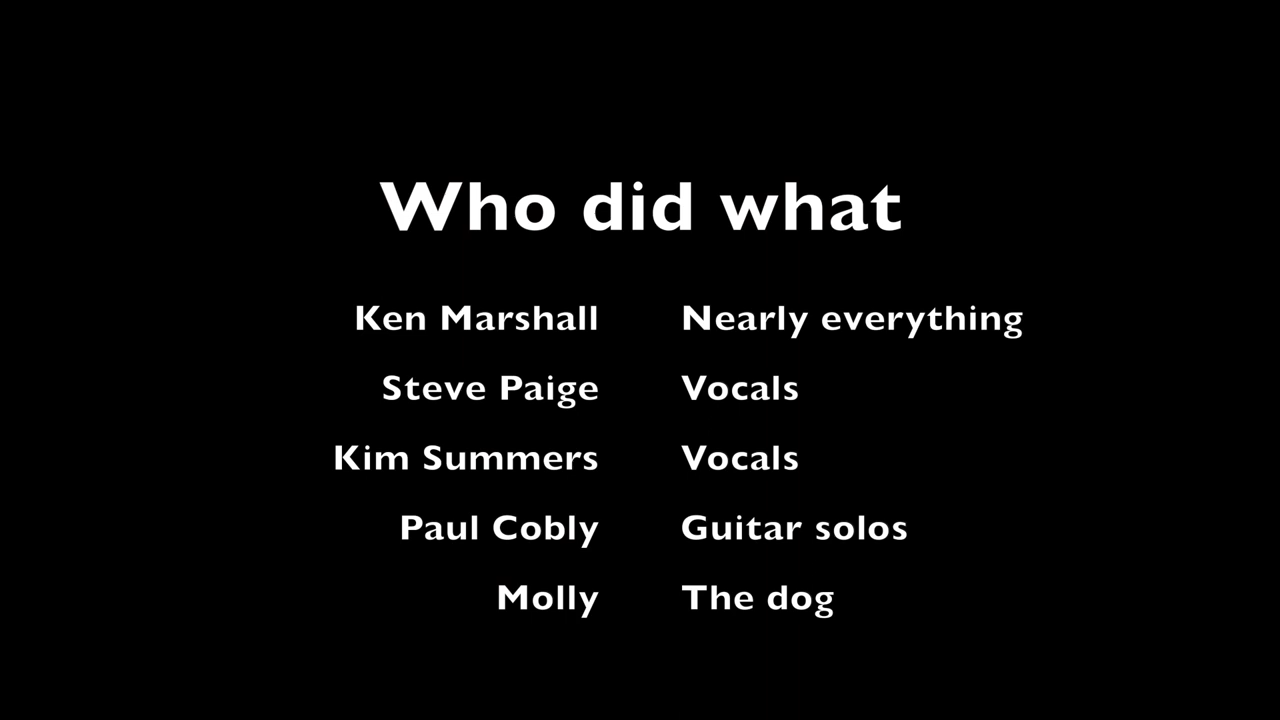 Who did what
Ken Marshall Nearly everything
Steve Paige Vocals
Kim Summers Vocals
Paul Cobly Guitar solos
Molly The dog